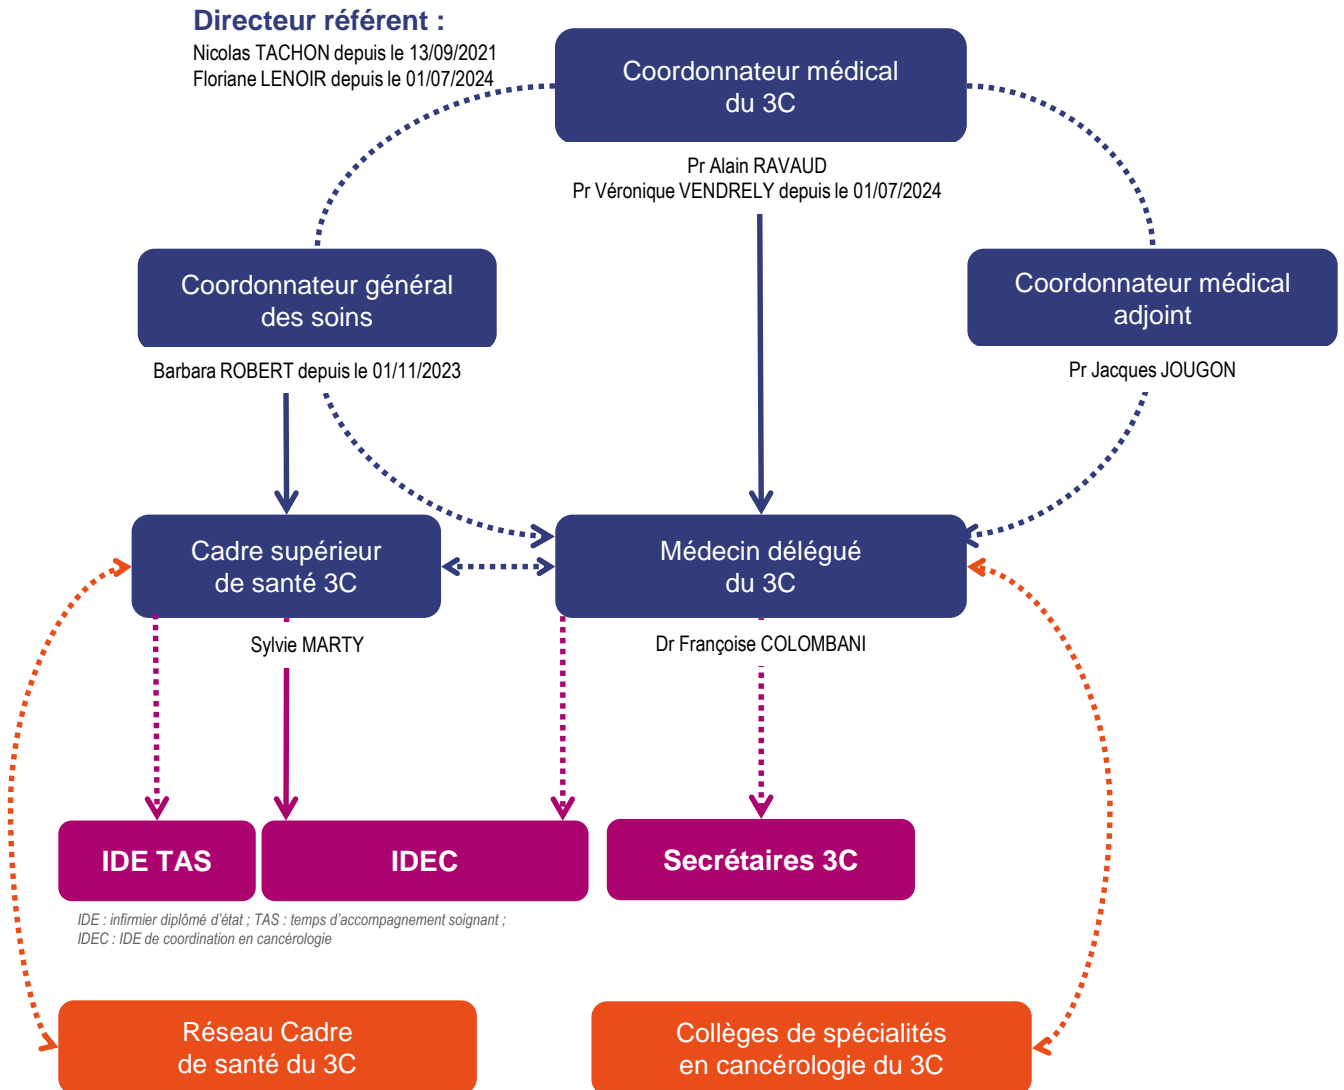 Directeur référent :
Nicolas TACHON depuis le 13/09/2021
Floriane LENOIR depuis le 01/07/2024
Coordonnateur médical
du 3C
Pr Alain RAVAUD
Pr Véronique VENDRELY depuis le 01/07/2024
Coordonnateur général
des soins
Barbara ROBERT depuis le 01/11/2023
Coordonnateur médical
adjoint
Pr Jacques JOUGON
Cadre supérieur
de santé 3C
Sylvie MARTY
Médecin délégué
du 3C
Dr Françoise COLOMBANI
IDE TAS
IDEC
Secrétaires 3C
IDE : infirmier diplômé d'état ; TAS : temps d'accompagnement soignant ;
IDEC : IDE de coordination en cancérologie
Réseau Cadre
de santé du 3C
Collèges de spécialités
en cancérologie du 3C